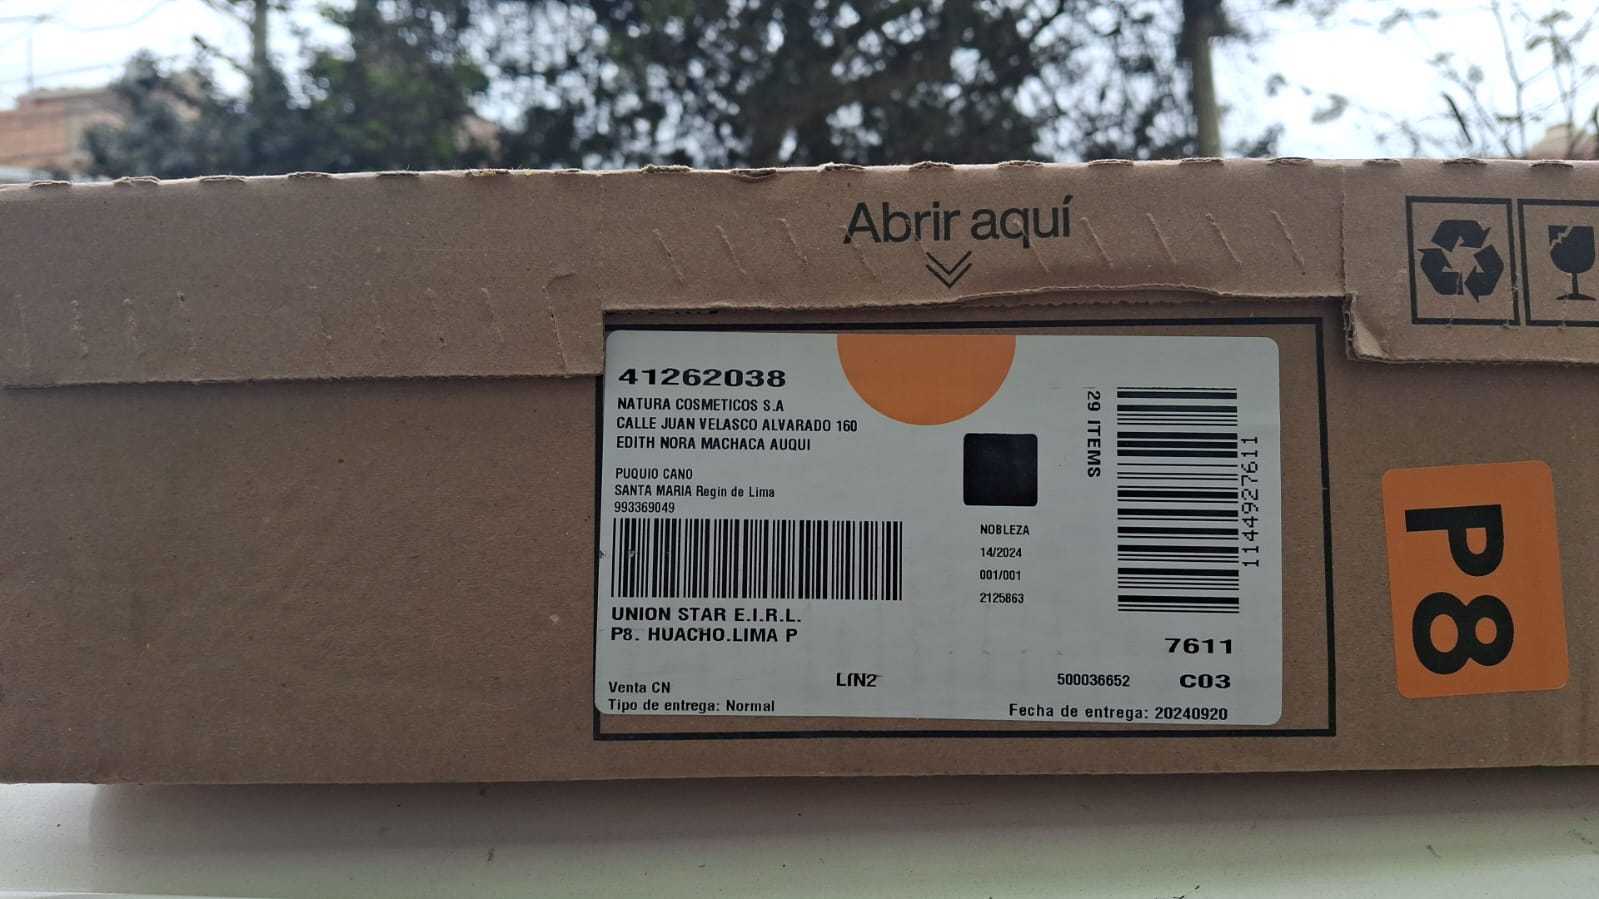 Abrir aquí
41262038
NATURA COSMETICOS S.A
CALLE JUAN VELASCO ALVARADO 160
EDITH NORA MACHACA AUQUI
PUQUIO CANO
SANTA MARIA Regin de Lima
993369049
UNION STAR E.I.R.L.
P8. HUACHO.LIMA P
Venta CN
Tipo de entrega: Normal
LIN2
NOBLEZA
14/2024
001/001
2125863
29 ITEMS
1144927611
7611
500036652
C03
Fecha de entrega: 20240920
P8